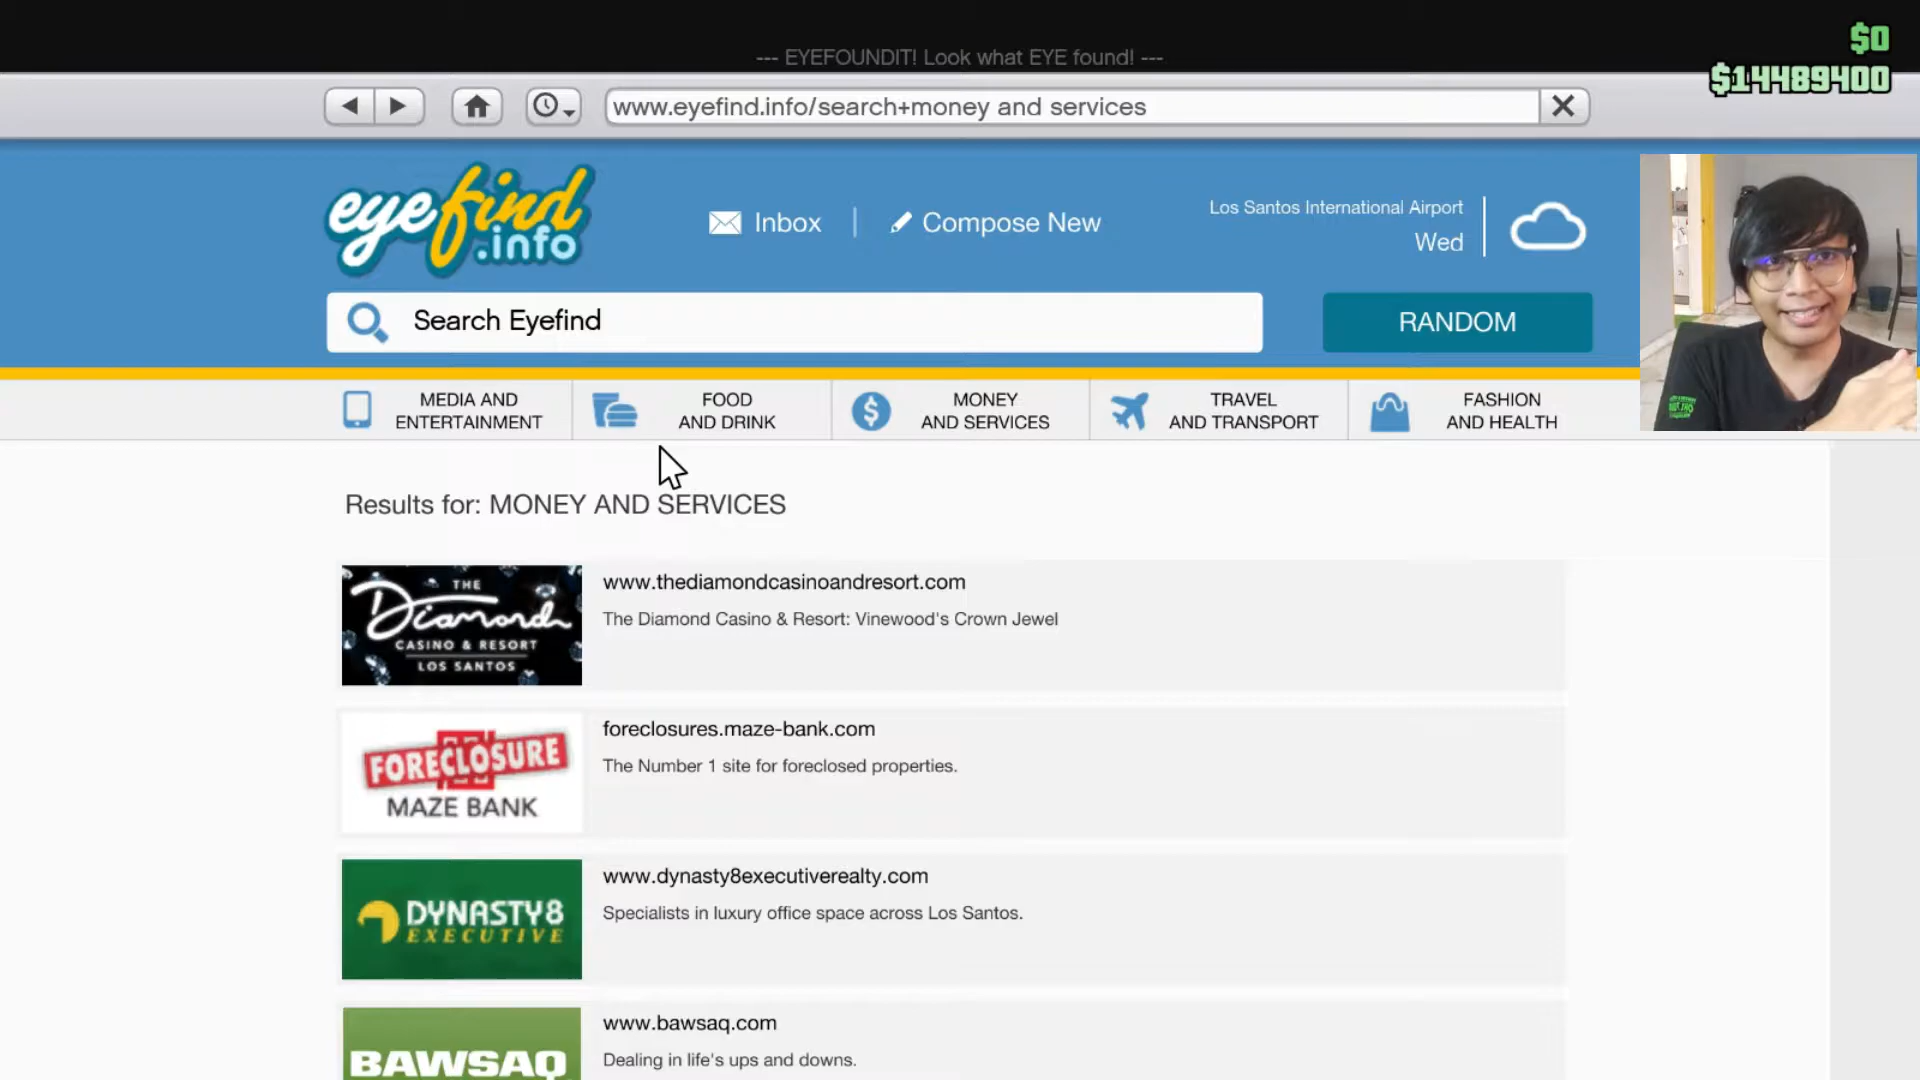 $0
--- EYEFOUNDIT! Look what EYE found! ---
$14489400
www.eyefind.info/search+money and services
eyefind
.info
Inbox
Compose New
Los Santos International Airport
Wed
Search Eyefind
RANDOM
MEDIA AND
ENTERTAINMENT
FOOD
AND DRINK
MONEY
AND SERVICES
TRAVEL
AND TRANSPORT
FASHION
AND HEALTH
Results for: MONEY AND SERVICES
THE
Diamond
CASINO & RESORT
LOS SANTOS
www.thediamondcasinoandresort.com
The Diamond Casino & Resort: Vinewood's Crown Jewel
FORECLOSURE
MAZE BANK
foreclosures.maze-bank.com
The Number 1 site for foreclosed properties.
DYNASTY8
EXECUTIVE
www.dynasty8executiverealty.com
Specialists in luxury office space across Los Santos.
BAWSAQ
www.bawsaq.com
Dealing in life's ups and downs.